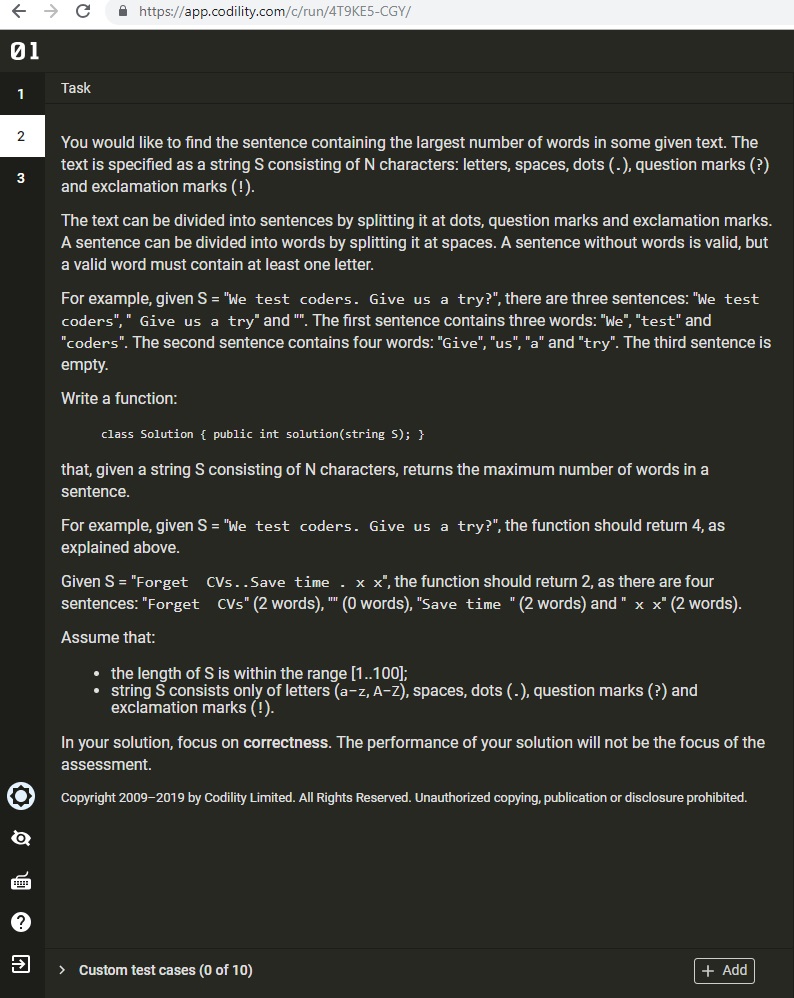 https://app.codility.com/c/run/4T9KE5-CGY/
01
1
Task
2
3
You would like to find the sentence containing the largest number of words in some given text. The
text is specified as a string S consisting of N characters: letters, spaces, dots (.), question marks (?)
and exclamation marks (!).
The text can be divided into sentences by splitting it at dots, question marks and exclamation marks.
A sentence can be divided into words by splitting it at spaces. A sentence without words is valid, but
a valid word must contain at least one letter.
For example, given S = "We test coders. Give us a try?", there are three sentences: "We test
coders", " Give us a try" and "". The first sentence contains three words: "We", "test" and
"coders". The second sentence contains four words: "Give", "us", "a" and "try". The third sentence is
empty.
Write a function:
class Solution { public int solution(string S); }
that, given a string S consisting of N characters, returns the maximum number of words in a
sentence.
For example, given S = "We test coders. Give us a try?", the function should return 4, as
explained above.
Given S = "Forget  CVs..Save time . x x", the function should return 2, as there are four
sentences: "Forget  CVs" (2 words), "" (0 words), "Save time " (2 words) and " x x" (2 words).
Assume that:
• the length of S is within the range [1..100];
• string S consists only of letters (a-z, A-Z), spaces, dots (.), question marks (?) and
exclamation marks (!).
In your solution, focus on correctness. The performance of your solution will not be the focus of the
assessment.
Copyright 2009–2019 by Codility Limited. All Rights Reserved. Unauthorized copying, publication or disclosure prohibited.
Custom test cases (0 of 10)
+ Add